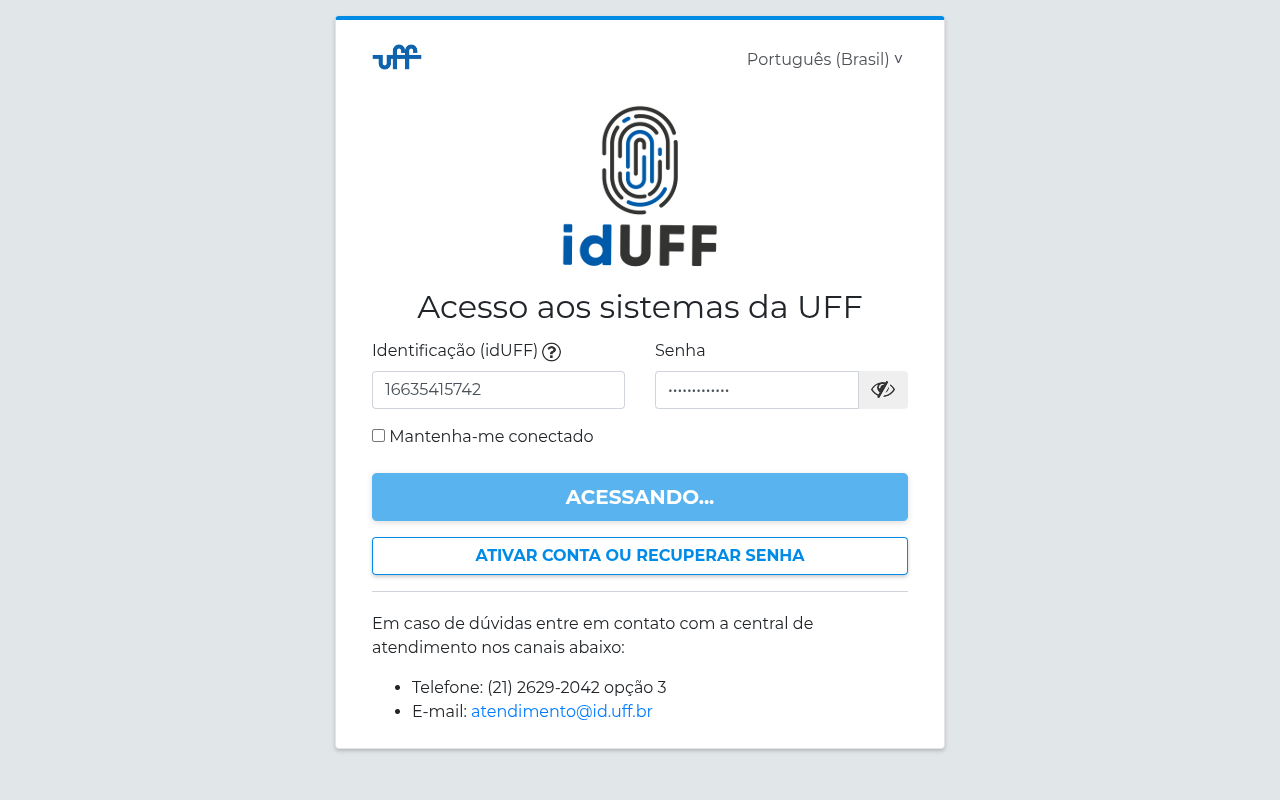 uff
Português (Brasil) v
idUFF
Acesso aos sistemas da UFF
Identificação (idUFF) ?
Senha
16635415742
•••••••••••••
Mantenha-me conectado
ACESSANDO...
ATIVAR CONTA OU RECUPERAR SENHA
Em caso de dúvidas entre em contato com a central de
atendimento nos canais abaixo:
• Telefone: (21) 2629-2042 opção 3
• E-mail: atendimento@id.uff.br